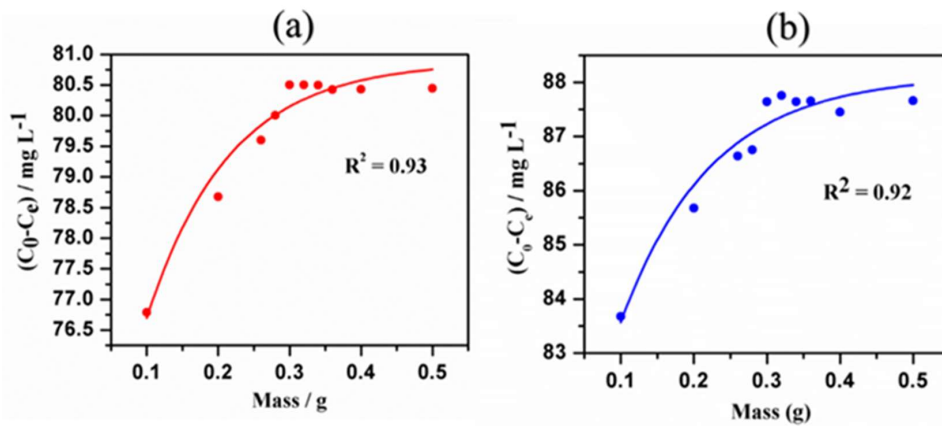 (a)
(C0-Ce) / mg L-1
81.0
80.5
80.0
79.5
79.0
78.5
78.0
77.5
77.0
76.5
R2 = 0.93
0.1 0.2 0.3 0.4 0.5
Mass / g
(b)
(Co-Ce) / mg L-1
88
87
86
85
84
83
R2 = 0.92
0.1 0.2 0.3 0.4 0.5
Mass (g)